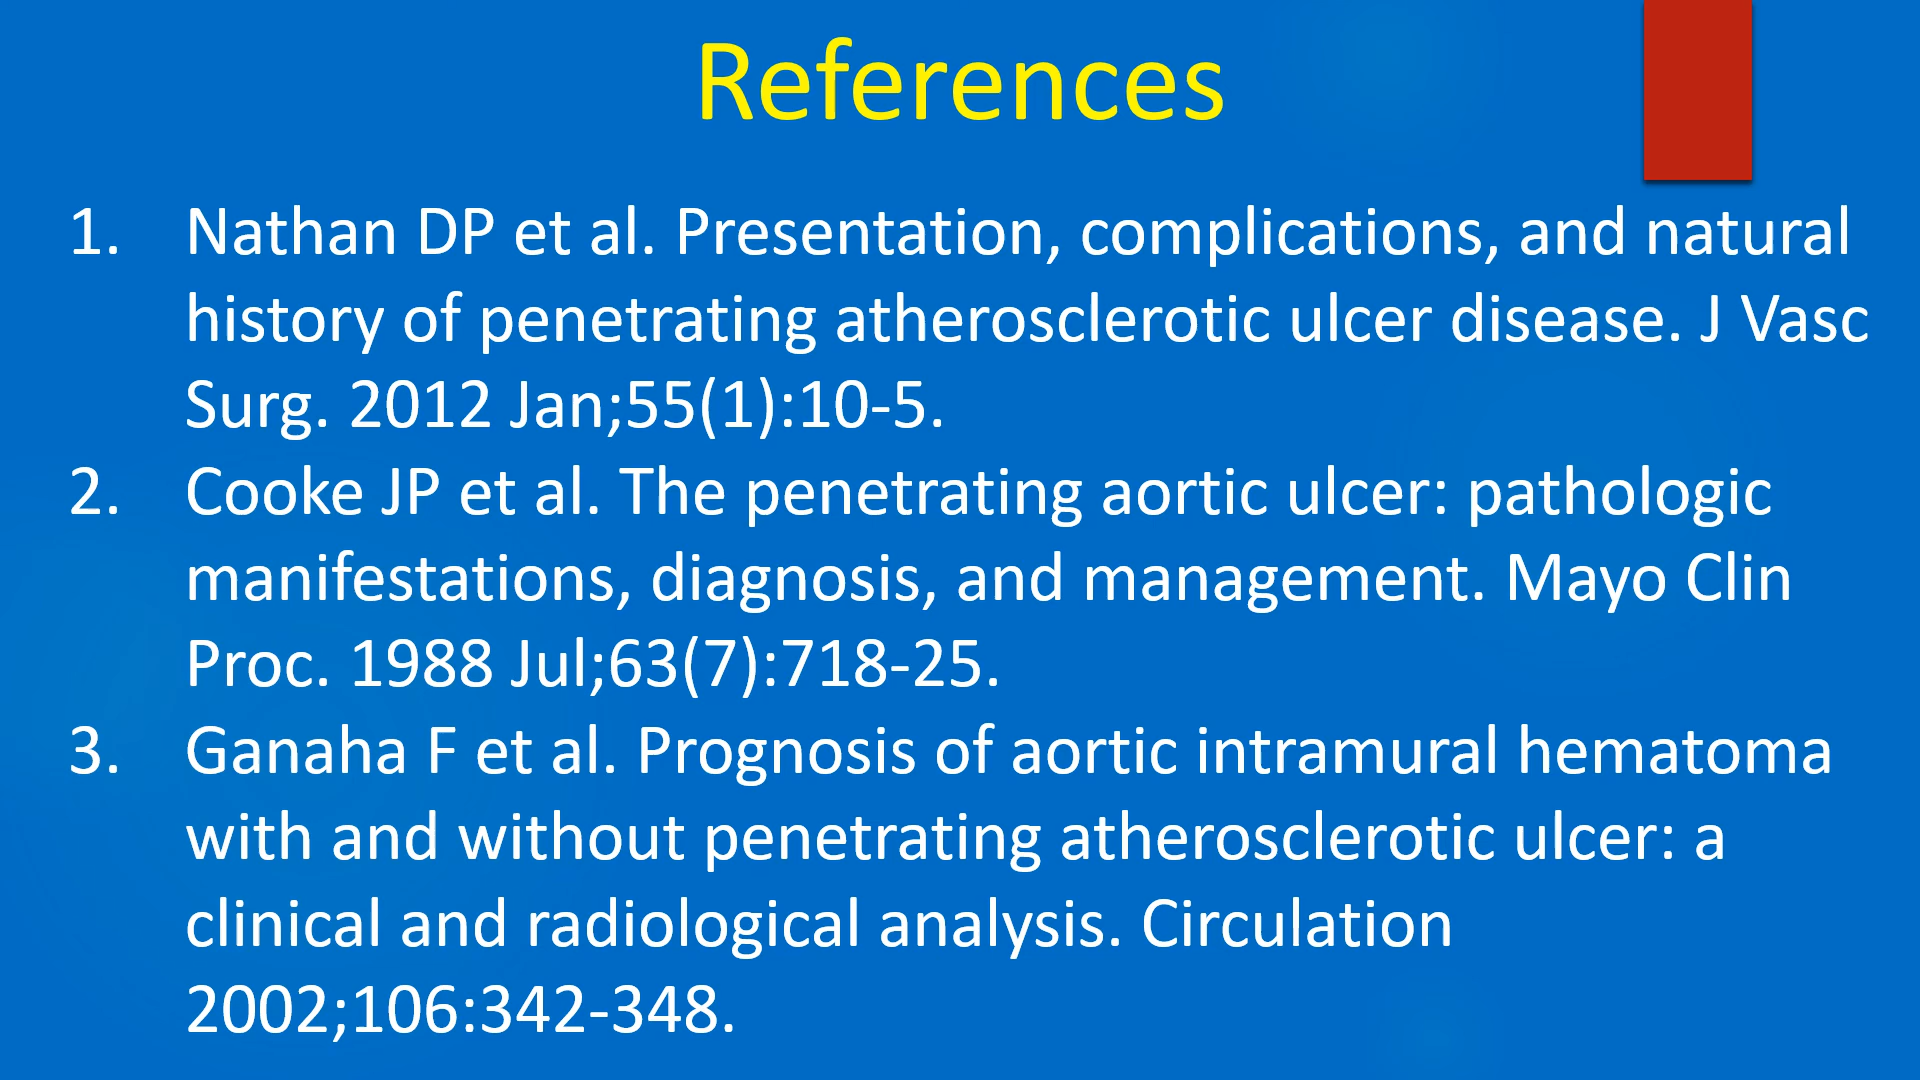 References
1. Nathan DP et al. Presentation, complications, and natural
history of penetrating atherosclerotic ulcer disease. J Vasc
Surg. 2012 Jan;55(1):10-5.
2. Cooke JP et al. The penetrating aortic ulcer: pathologic
manifestations, diagnosis, and management. Mayo Clin
Proc. 1988 Jul;63(7):718-25.
3. Ganaha F et al. Prognosis of aortic intramural hematoma
with and without penetrating atherosclerotic ulcer: a
clinical and radiological analysis. Circulation
2002;106:342-348.